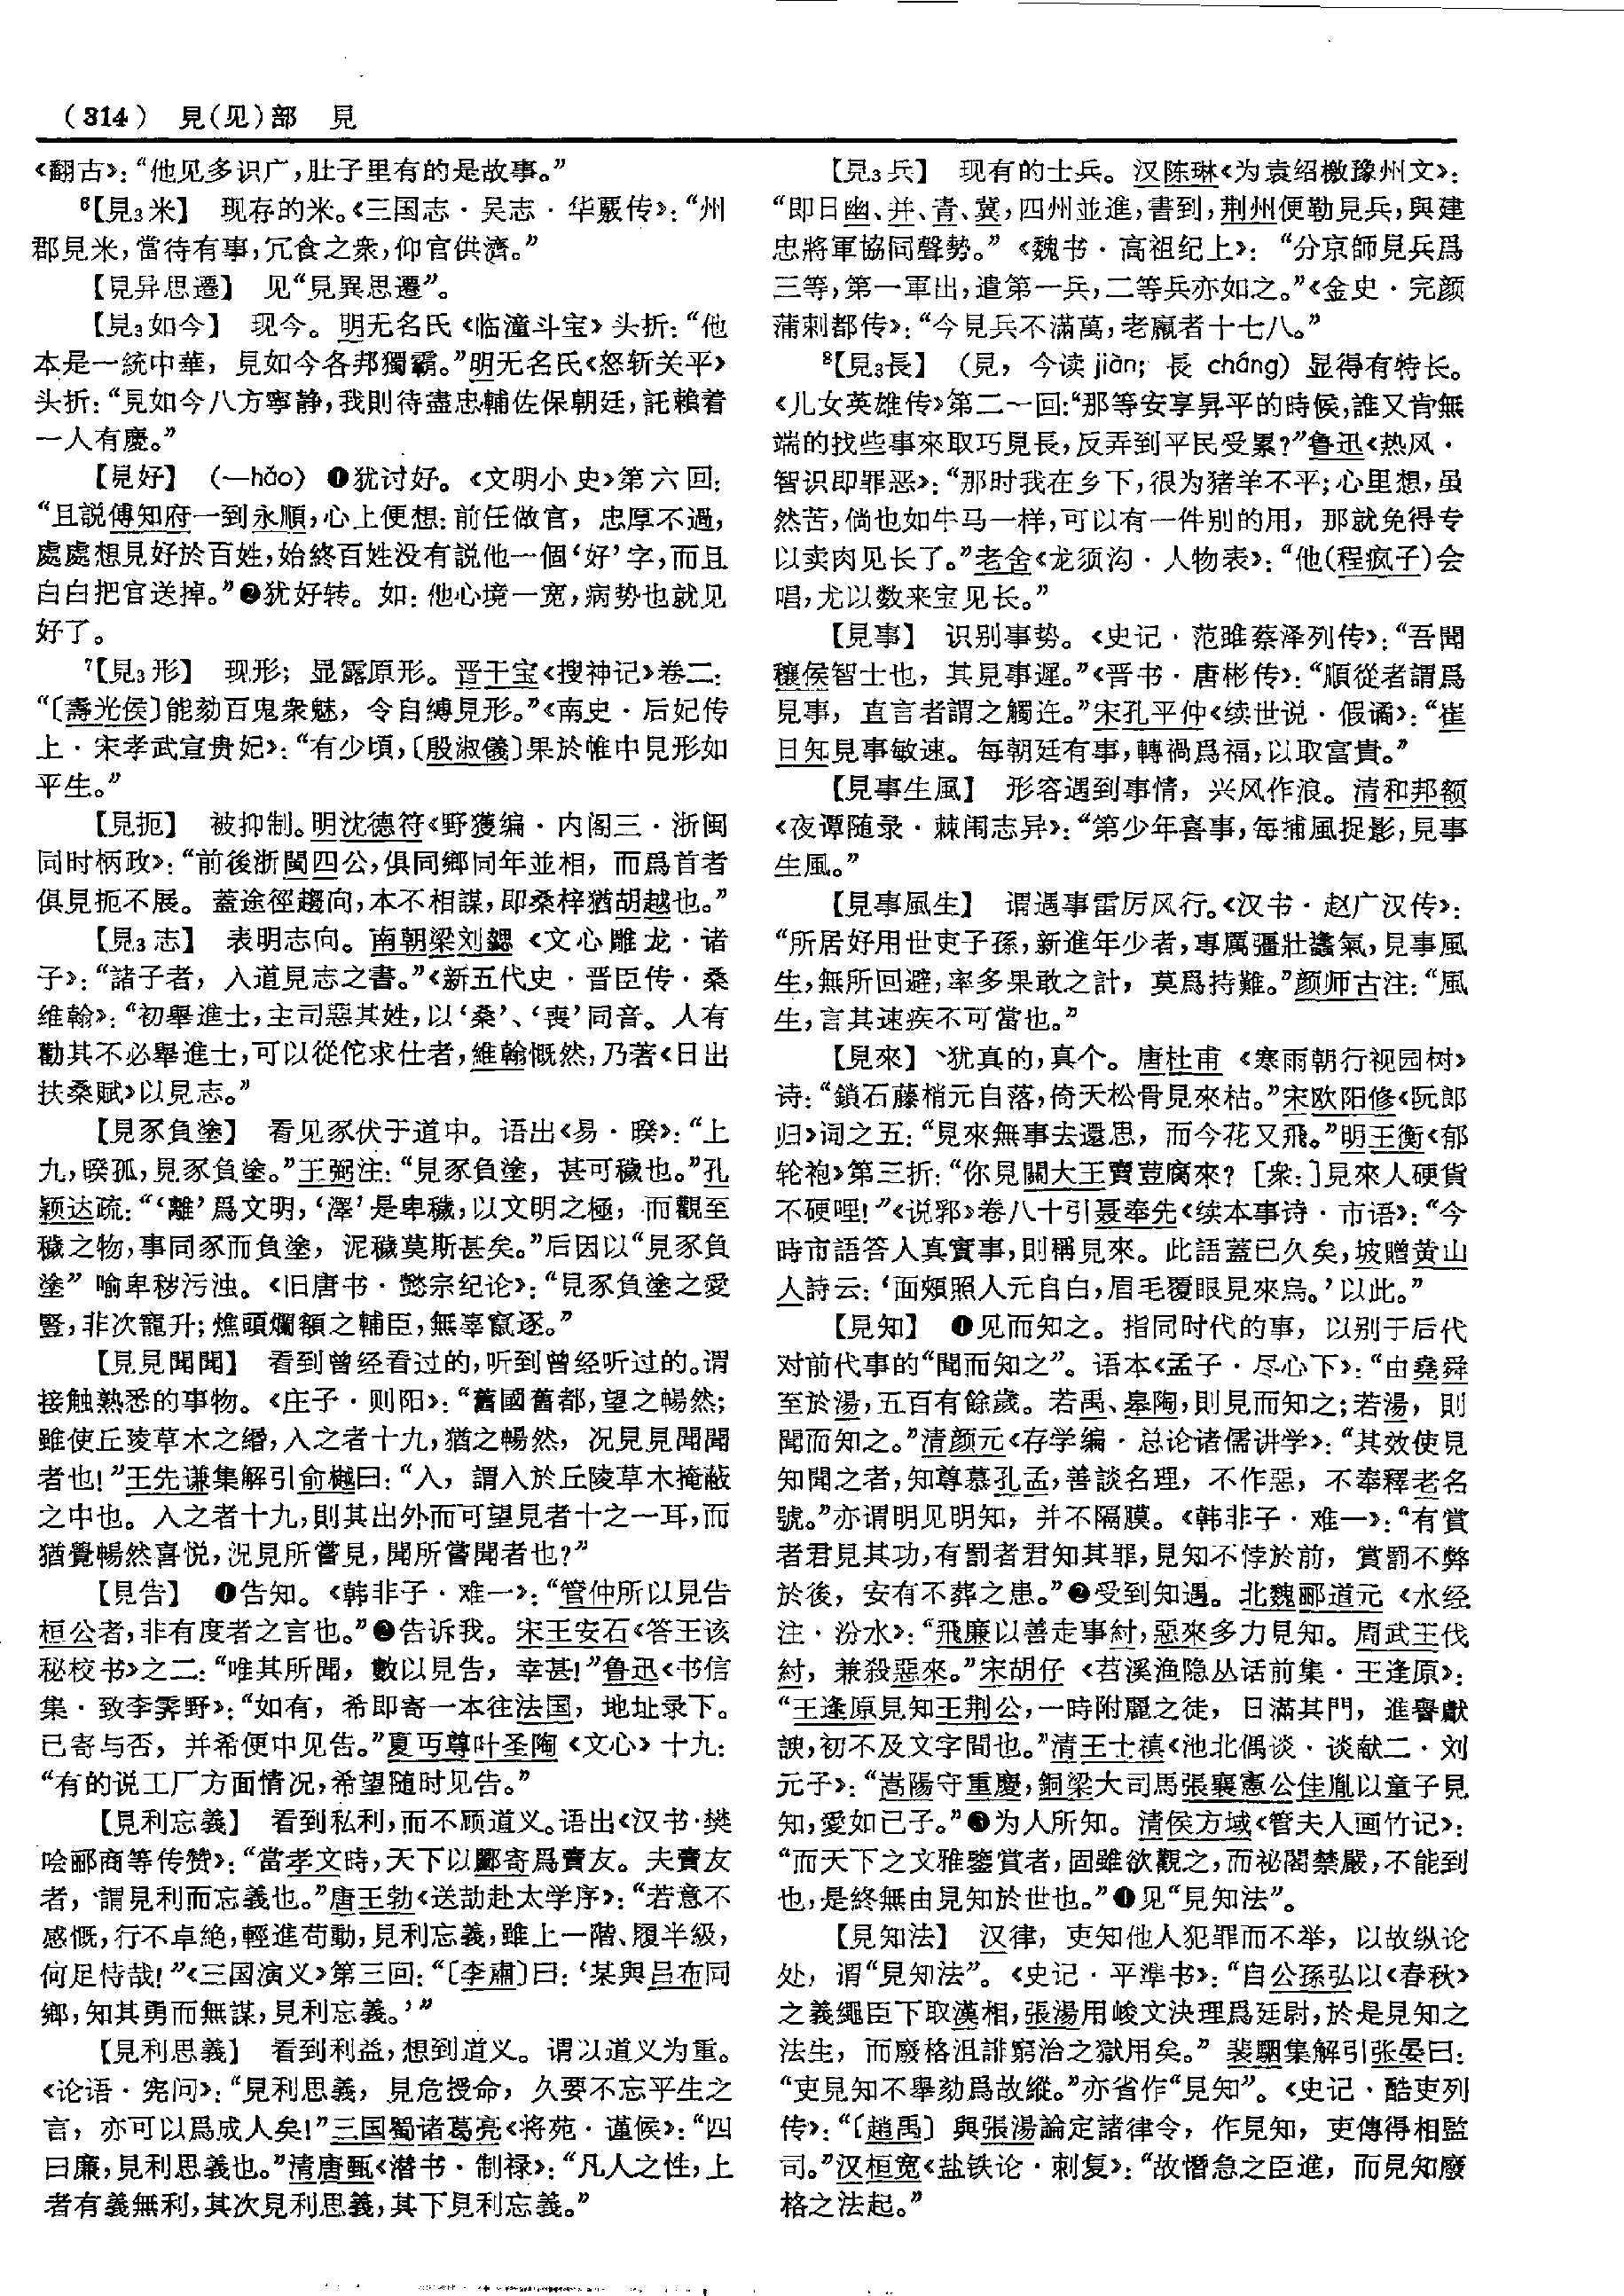 （314） 見(见)部 見
《翻古》：“他见多识广，肚子里有的是故事。”
⁶【見₃米】 现存的米。《三国志·吴志·华覈传》：“州
郡見米，當待有事，冗食之衆，仰官供濟。”
【見异思遷】 见“見異思遷”。
【見₃如今】 现今。明无名氏《临潼斗宝》头折：“他
本是一統中華，見如今各邦獨霸。”明无名氏《怒斩关平》
头折：“見如今八方寧静，我則待盡忠輔佐保朝廷，託賴着
一人有慶。”
【見好】 （—hǎo） ❶犹讨好。《文明小史》第六回：
“且説傅知府一到永順，心上便想：前任做官，忠厚不過，
處處想見好於百姓，始終百姓没有説他一個‘好’字，而且
白白把官送掉。”❷犹好转。如：他心境一宽，病势也就见
好了。
⁷【見₃形】 现形；显露原形。晋干宝《搜神记》卷二：
“〔壽光侯〕能劾百鬼衆魅，令自縛見形。”《南史·后妃传
上·宋孝武宣贵妃》：“有少頃，〔殷淑儀〕果於帷中見形如
平生。”
【見扼】 被抑制。明沈德符《野獲编·内阁三·浙闽
同时柄政》：“前後浙閩四公，俱同鄉同年並相，而爲首者
俱見扼不展。蓋途徑趨向，本不相謀，即桑梓猶胡越也。”
【見₃志】 表明志向。南朝梁刘勰《文心雕龙·诸
子》：“諸子者，入道見志之書。”《新五代史·晋臣传·桑
维翰》：“初舉進士，主司惡其姓，以‘桑’、‘喪’同音。人有
勸其不必舉進士，可以從佗求仕者，維翰慨然，乃著《日出
扶桑賦》以見志。”
【見豕負塗】 看见豕伏于道中。语出《易·睽》：“上
九，睽孤，見豕負塗。”王弼注：“見豕負塗，甚可穢也。”孔
颖达疏：“‘離’爲文明，‘澤’是卑穢，以文明之極，而觀至
穢之物，事同豕而負塗，泥穢莫斯甚矣。”后因以“見豕負
塗”喻卑秽污浊。《旧唐书·懿宗纪论》：“見豕負塗之愛
豎，非次寵升；燋頭爛額之輔臣，無辜竄逐。”
【見見聞聞】 看到曾经看过的，听到曾经听过的。谓
接触熟悉的事物。《庄子·则阳》：“舊國舊都，望之暢然；
雖使丘陵草木之緡，入之者十九，猶之暢然，况見見聞聞
者也！”王先谦集解引俞樾曰：“入，謂入於丘陵草木掩蔽
之中也。入之者十九，則其出外而可望見者十之一耳，而
猶覺暢然喜悦，況見所嘗見，聞所嘗聞者也？”
【見告】 ❶告知。《韩非子·难一》：“管仲所以見告
桓公者，非有度者之言也。”❷告诉我。宋王安石《答王该
秘校书》之二：“唯其所聞，數以見告，幸甚！”鲁迅《书信
集·致李霁野》：“如有，希即寄一本往法国，地址录下。
已寄与否，并希便中见告。”夏丏尊叶圣陶《文心》十九：
“有的说工厂方面情况，希望随时见告。”
【見利忘義】 看到私利，而不顾道义。语出《汉书·樊
哙郦商等传赞》：“當孝文時，天下以酈寄爲賣友。夫賣友
者，謂見利而忘義也。”唐王勃《送劼赴太学序》：“若意不
感慨，行不卓絶，輕進苟動，見利忘義，雖上一階、履半級，
何足恃哉！”《三国演义》第三回：“〔李肅〕曰：‘某與吕布同
鄉，知其勇而無謀，見利忘義。’”
【見利思義】 看到利益，想到道义。谓以道义为重。
《论语·宪问》：“見利思義，見危授命，久要不忘平生之
言，亦可以爲成人矣！”三国蜀诸葛亮《将苑·谨候》：“四
曰廉，見利思義也。”清唐甄《潜书·制禄》：“凡人之性，上
者有義無利，其次見利思義，其下見利忘義。”
【見₃兵】 现有的士兵。汉陈琳《为袁绍檄豫州文》：
“即日幽、并、青、冀，四州並進，書到，荆州便勒見兵，與建
忠將軍協同聲勢。”《魏书·高祖纪上》：“分京師見兵爲
三等，第一軍出，遣第一兵，二等兵亦如之。”《金史·完颜
蒲刺都传》：“今見兵不滿萬，老羸者十七八。”
⁸【見₃長】 （見，今读jiàn；長 cháng）显得有特长。
《儿女英雄传》第二一回：“那等安享昇平的時候，誰又肯無
端的找些事來取巧見長，反弄到平民受累？”鲁迅《热风·
智识即罪恶》：“那时我在乡下，很为猪羊不平；心里想，虽
然苦，倘也如牛马一样，可以有一件别的用，那就免得专
以卖肉见长了。”老舍《龙须沟·人物表》：“他(程疯子)会
唱，尤以数来宝见长。”
【見事】 识别事势。《史记·范雎蔡泽列传》：“吾聞
穰侯智士也，其見事遲。”《晋书·唐彬传》：“順從者謂爲
見事，直言者謂之觸迕。”宋孔平仲《续世说·假谲》：“崔
日知見事敏速。每朝廷有事，轉禍爲福，以取富貴。”
【見事生風】 形容遇到事情，兴风作浪。清和邦额
《夜谭随录·棘闱志异》：“第少年喜事，每捕風捉影，見事
生風。”
【見事風生】 谓遇事雷厉风行。《汉书·赵广汉传》：
“所居好用世吏子孫，新進年少者，專厲彊壯蠭氣，見事風
生，無所回避，率多果敢之計，莫爲持難。”颜师古注：“風
生，言其速疾不可當也。”
【見來】 犹真的，真个。唐杜甫《寒雨朝行视园树》
诗：“鎖石藤梢元自落，倚天松骨見來枯。”宋欧阳修《阮郎
归》词之五：“見來無事去還思，而今花又飛。”明王衡《郁
轮袍》第三折：“你見關大王賣荳腐來？［衆：］見來人硬貨
不硬哩！”《说郛》卷八十引聂奉先《续本事诗·市语》：“今
時市語答人真實事，則稱見來。此語蓋已久矣，坡贈黄山
人詩云：‘面頰照人元自白，眉毛覆眼見來烏。’以此。”
【見知】 ❶见而知之。指同时代的事，以别于后代
对前代事的“聞而知之”。语本《孟子·尽心下》：“由堯舜
至於湯，五百有餘歲。若禹、皋陶，則見而知之；若湯，則
聞而知之。”清颜元《存学编·总论诸儒讲学》：“其效使見
知聞之者，知尊慕孔孟，善談名理，不作惡，不奉釋老名
號。”亦谓明见明知，并不隔膜。《韩非子·难一》：“有賞
者君見其功，有罰者君知其罪，見知不悖於前，賞罰不弊
於後，安有不葬之患。”❷受到知遇。北魏郦道元《水经
注·汾水》：“飛廉以善走事紂，惡來多力見知。周武王伐
紂，兼殺惡來。”宋胡仔《苕溪渔隐丛话前集·王逢原》：
“王逢原見知王荆公，一時附麗之徒，日滿其門，進譽獻
諛，初不及文字間也。”清王士禛《池北偶谈·谈献二·刘
元子》：“嵩陽守重慶，銅梁大司馬張襄憲公佳胤以童子見
知，愛如已子。”❸为人所知。清侯方域《管夫人画竹记》：
“而天下之文雅鑒賞者，固雖欲觀之，而祕閣禁嚴，不能到
也，是終無由見知於世也。”❹见“見知法”。
【見知法】 汉律，吏知他人犯罪而不举，以故纵论
处，谓“見知法”。《史记·平準书》：“自公孫弘以《春秋》
之義繩臣下取漢相，張湯用峻文決理爲廷尉，於是見知之
法生，而廢格沮誹窮治之獄用矣。”裴駰集解引张晏曰：
“吏見知不舉劾爲故縱。”亦省作“見知”。《史记·酷吏列
传》：“〔趙禹〕與張湯論定諸律令，作見知，吏傳得相監
司。”汉桓宽《盐铁论·刺复》：“故憯急之臣進，而見知廢
格之法起。”